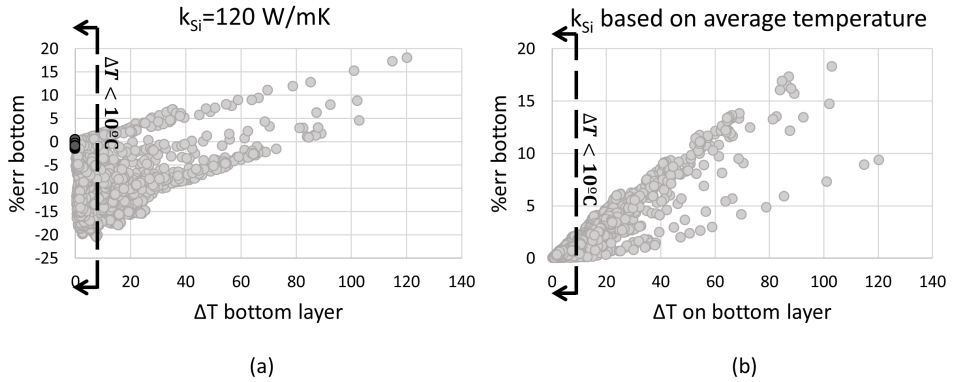 k_Si=120 W/mK
20
15
10
5
0
-5
-10
-15
-20
-25
%err bottom
ΔT < 10ºC
0 20 40 60 80 100 120 140
ΔT bottom layer
(a)
k_Si based on average temperature
20
15
10
5
0
%err bottom
ΔT < 10ºC
0 20 40 60 80 100 120 140
ΔT on bottom layer
(b)